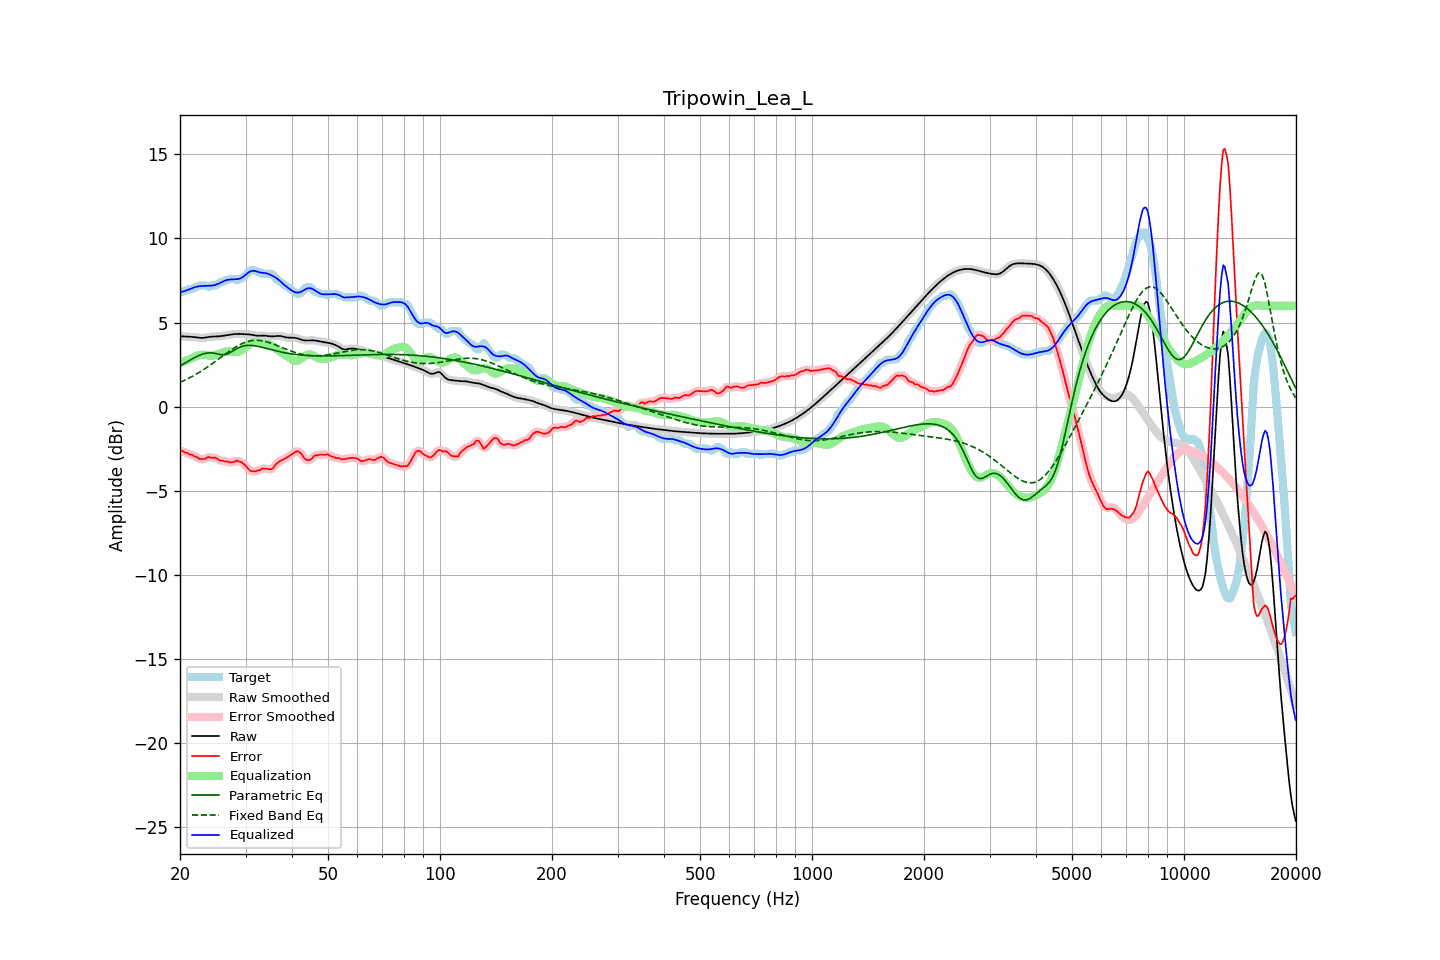 Tripowin_Lea_L
Amplitude (dBr)
15
10
5
0
−5
−10
−15
−20
−25
Target
Raw Smoothed
Error Smoothed
Raw
Error
Equalization
Parametric Eq
Fixed Band Eq
Equalized
20 50 100 200 500 1000 2000 5000 10000 20000
Frequency (Hz)